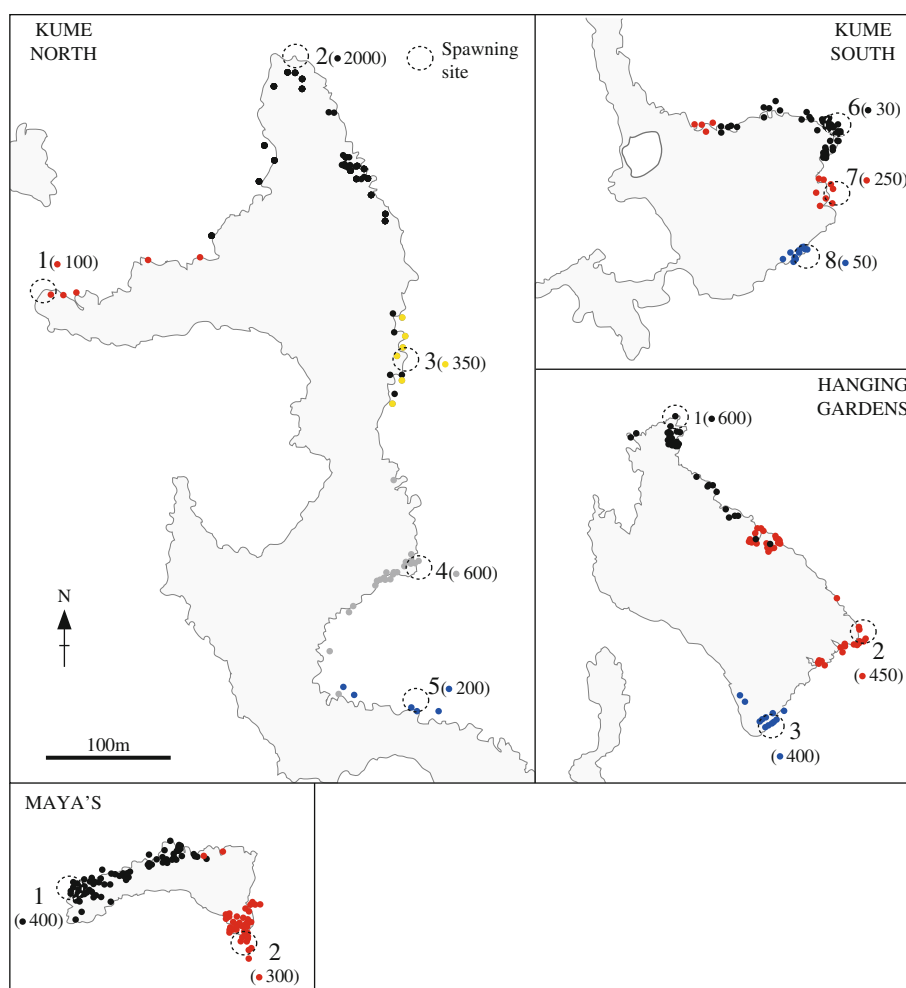 KUME
NORTH
2(● 2000)
Spawning
site
1(● 100)
3(● 350)
4(● 600)
5(● 200)
N
100m
KUME
SOUTH
6(● 30)
7(● 250)
8(● 50)
HANGING
GARDENS
1(● 600)
2
(● 450)
3
(● 400)
MAYA'S
1
(● 400)
2
(● 300)